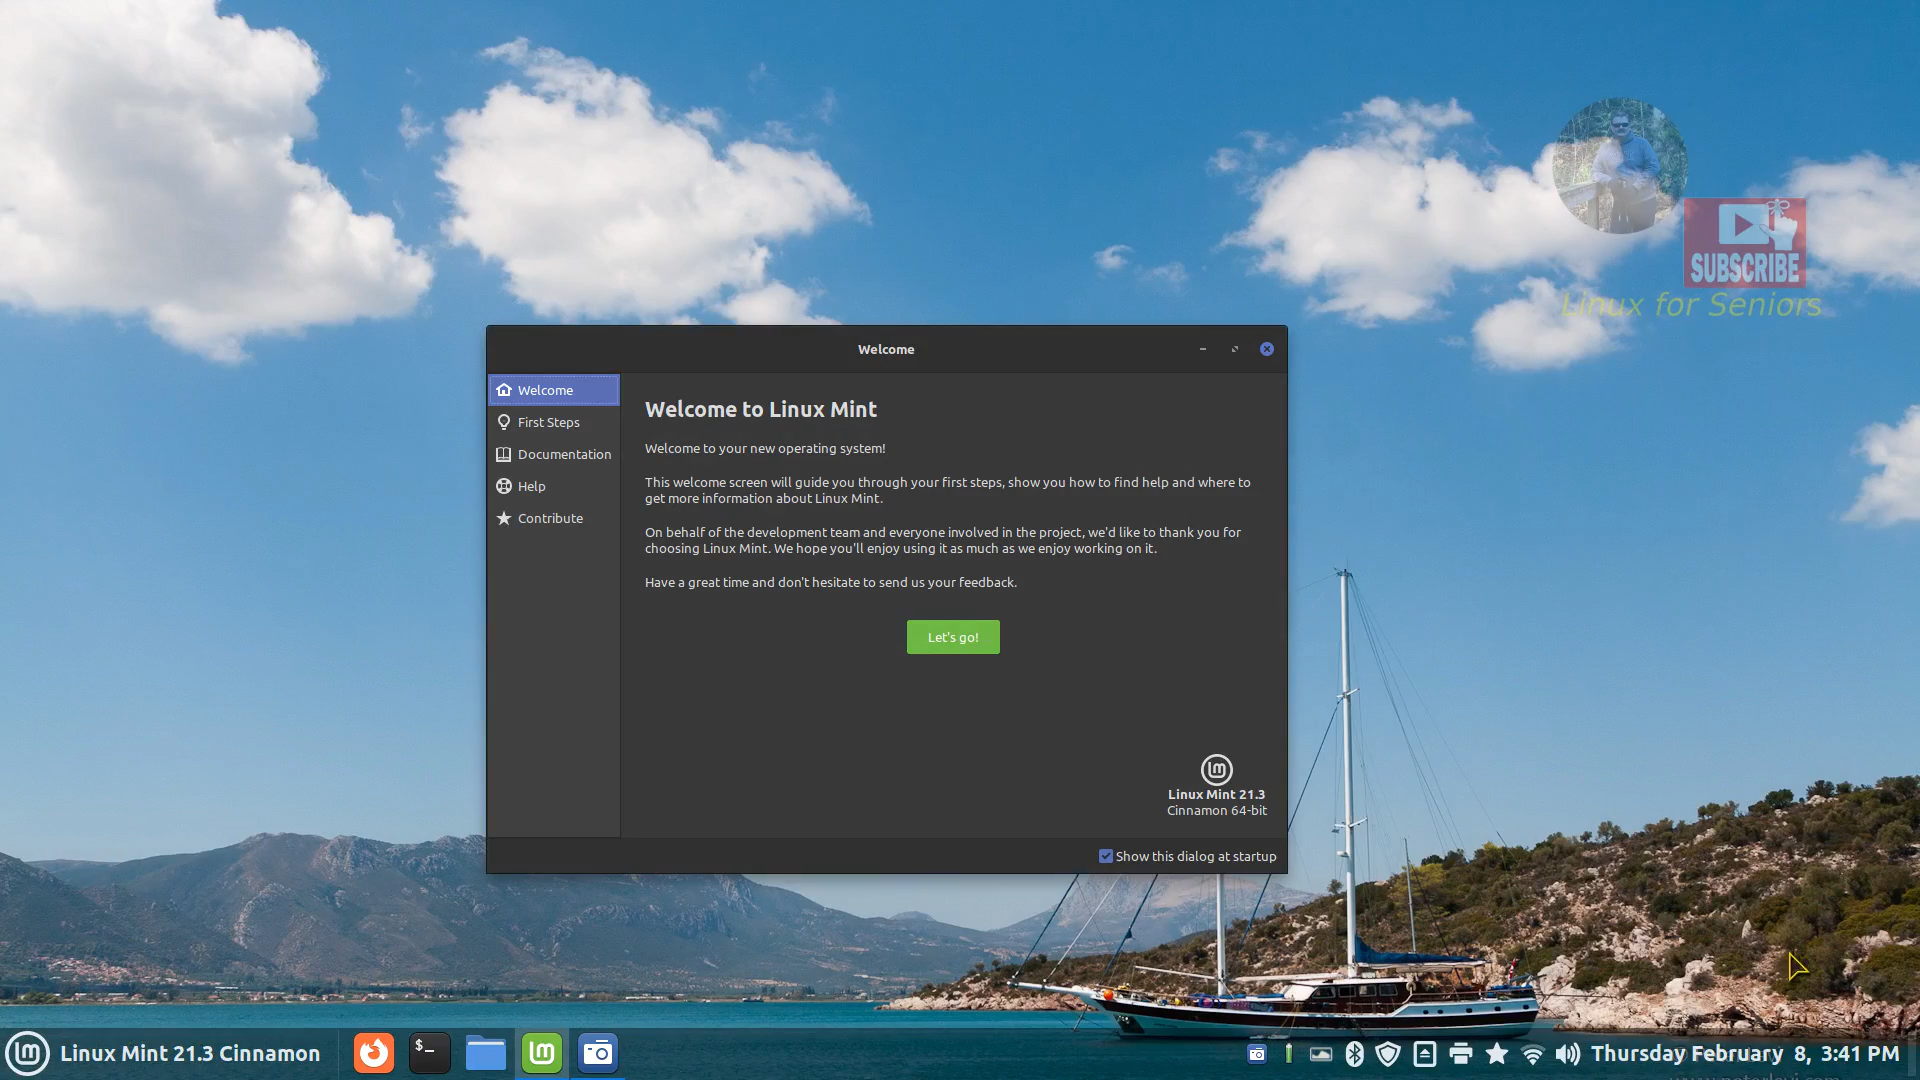 SUBSCRIBE
Linux for Seniors
Welcome
Welcome
First Steps
Documentation
Help
Contribute
Welcome to Linux Mint
Welcome to your new operating system!
This welcome screen will guide you through your first steps, show you how to find help and where to
get more information about Linux Mint.
On behalf of the development team and everyone involved in the project, we'd like to thank you for
choosing Linux Mint. We hope you'll enjoy using it as much as we enjoy working on it.
Have a great time and don't hesitate to send us your feedback.
Let's go!
Linux Mint 21.3
Cinnamon 64-bit
Show this dialog at startup
Linux Mint 21.3 Cinnamon
$_
Thursday February 8, 3:41 PM